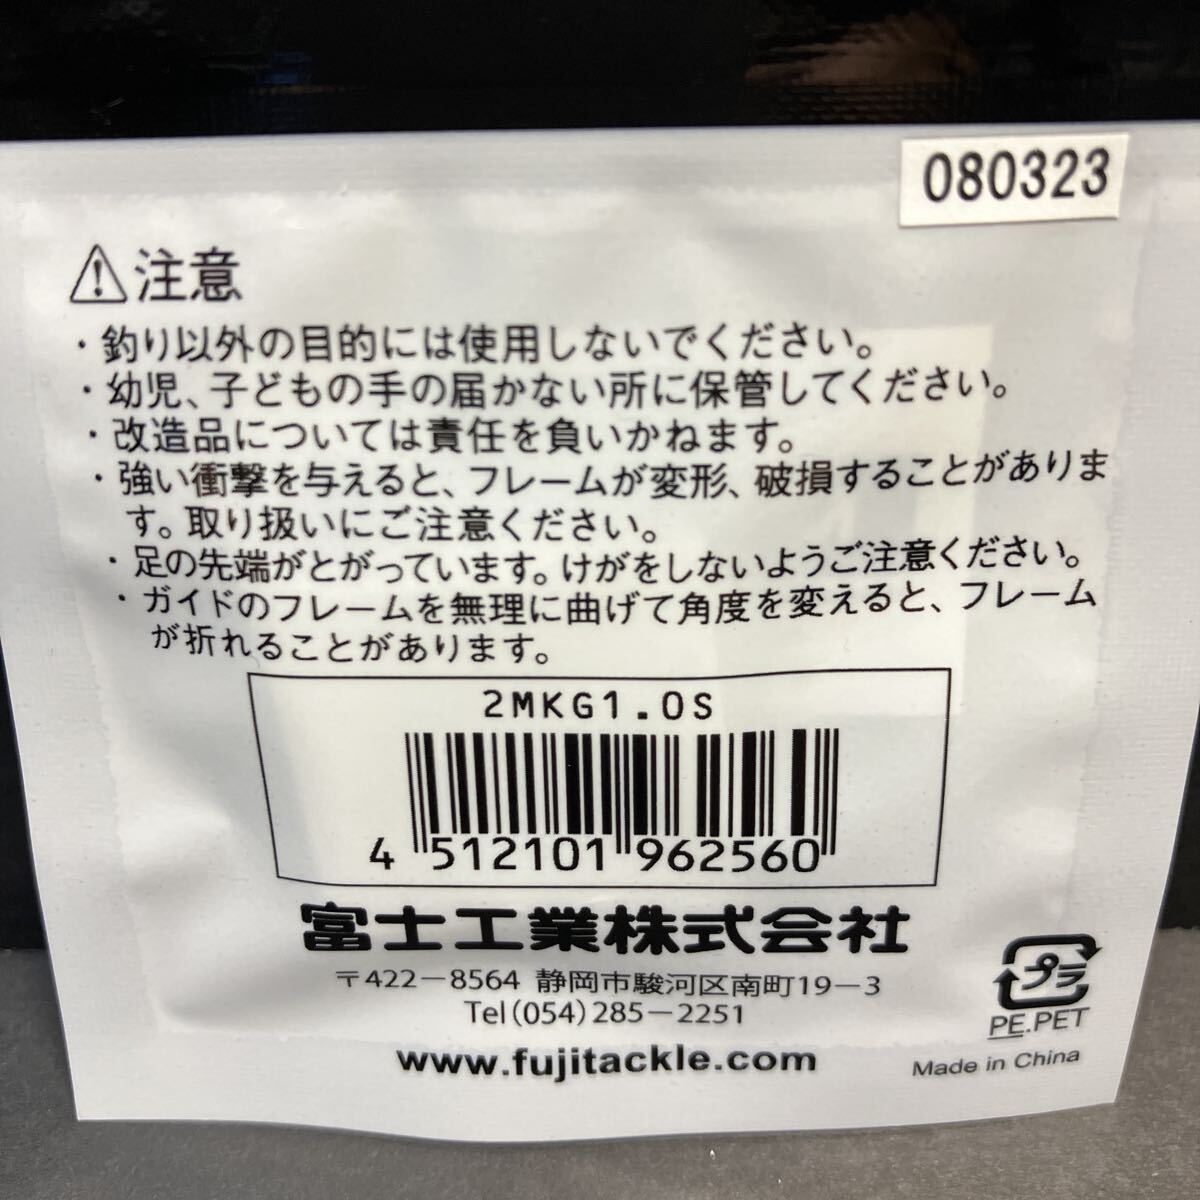 080323
注意
・釣り以外の目的には使用しないでください。
・幼児、子どもの手の届かない所に保管してください。
・改造品については責任を負いかねます。
・強い衝撃を与えると、フレームが変形、破損することがありま
す。取り扱いにご注意ください。
・足の先端がとがっています。けがをしないようご注意ください。
・ガイドのフレームを無理に曲げて角度を変えると、フレーム
が折れることがあります。
2MKG1.0S
4 512101 962560
富士工業株式会社
〒422-8564 静岡市駿河区南町19-3
Tel(054)285-2251
www.fujitackle.com
プラ
PE.PET
Made in China